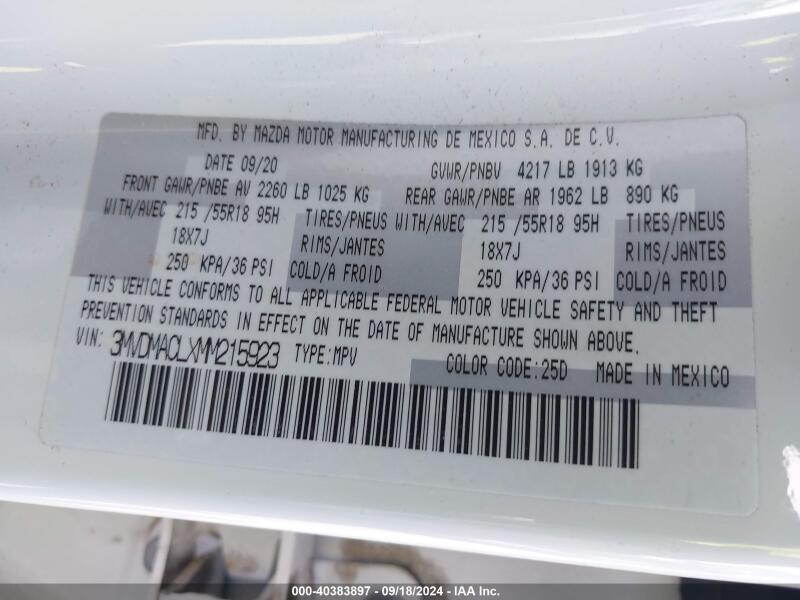 MFD. BY MAZDA MOTOR MANUFACTURING DE MEXICO S.A. DE C.V.
DATE 09/20 GVWR/PNBV 4217 LB 1913 KG
FRONT GAWR/PNBE AV 2260 LB 1025 KG REAR GAWR/PNBE AR 1962 LB 890 KG
WITH/AVEC 215 /55R18 95H TIRES/PNEUS WITH/AVEC 215 /55R18 95H TIRES/PNEUS
18X7J RIMS/JANTES 18X7J RIMS/JANTES
250 KPA/36 PSI COLD/A FROID 250 KPA/36 PSI COLD/A FROID
THIS VEHICLE CONFORMS TO ALL APPLICABLE FEDERAL MOTOR VEHICLE SAFETY AND THEFT
PREVENTION STANDARDS IN EFFECT ON THE DATE OF MANUFACTURE SHOWN ABOVE.
VIN: 3MVDMACLXMM215923 TYPE:MPV COLOR CODE:25D MADE IN MEXICO
000-40383897 - 09/18/2024 - IAA Inc.